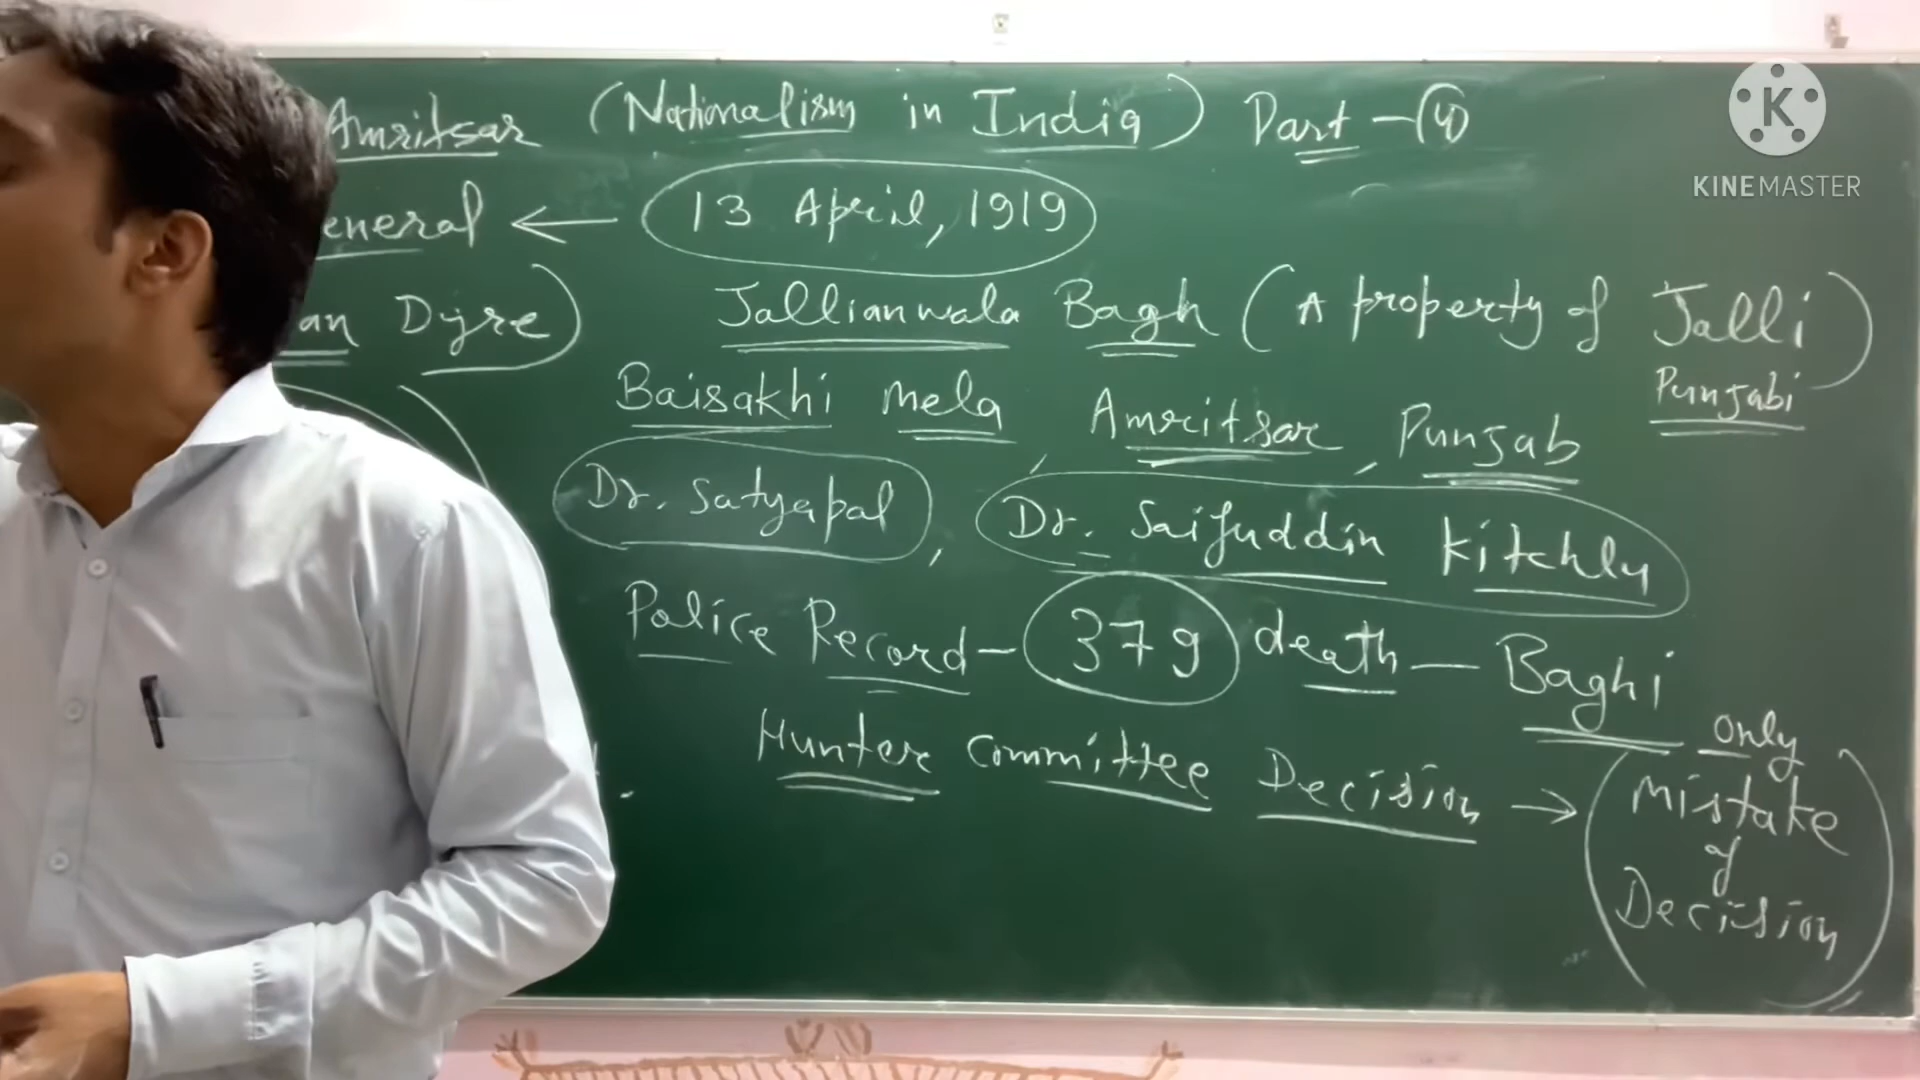 Amritsar (Nationalism in India) Part - 4
eneral ← 13 April, 1919
an Dyre) Jallianwala Bagh (A property of Jalli)
Punjabi
Baisakhi Mela, Amritsar, Punjab
Dr. Satyapal, Dr. Saifuddin Kitchly
Police Record - 379 death - Baghi
Hunter Committee Decision → (only
Mistake
of
Decision)
K
KINEMASTER